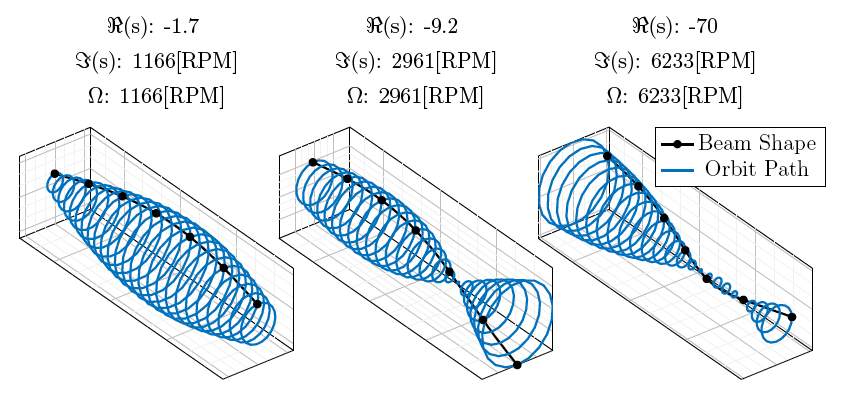 ℜ(s): -1.7
ℑ(s): 1166[RPM]
Ω: 1166[RPM]
ℜ(s): -9.2
ℑ(s): 2961[RPM]
Ω: 2961[RPM]
ℜ(s): -70
ℑ(s): 6233[RPM]
Ω: 6233[RPM]
Beam Shape
Orbit Path